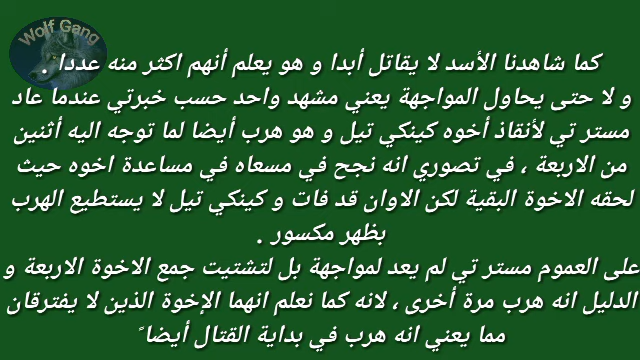 Wolf Gang
كما شاهدنا الأسد لا يقاتل أبدا و هو يعلم أنهم اكثر منه عددا .
و لا حتى يحاول المواجهة يعني مشهد واحد حسب خبرتي عندما عاد
مستر تي لأنقاذ أخوه كينكي تيل و هو هرب أيضا لما توجه اليه أثنين
من الاربعة ، في تصوري انه نجح في مسعاه في مساعدة اخوه حيث
لحقه الاخوة البقية لكن الاوان قد فات و كينكي تيل لا يستطيع الهرب
بظهر مكسور .
على العموم مستر تي لم يعد لمواجهة بل لتشتيت جمع الاخوة الاربعة و
الدليل انه هرب مرة أخرى ، لانه كما نعلم انهما الإخوة الذين لا يفترقان
مما يعني انه هرب في بداية القتال أيضا ً